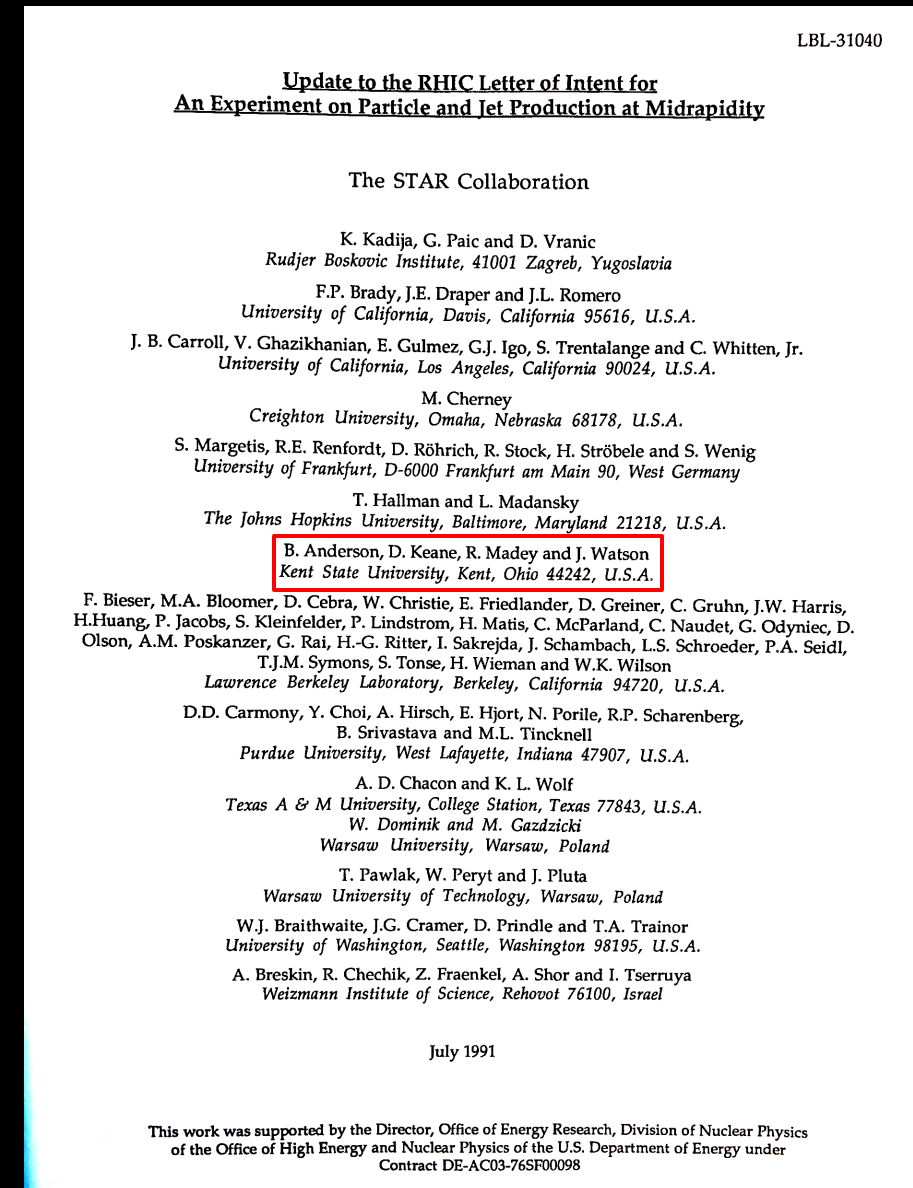 LBL-31040
Update to the RHIC Letter of Intent for
An Experiment on Particle and Jet Production at Midrapidity
The STAR Collaboration
K. Kadija, G. Paic and D. Vranic
Rudjer Boskovic Institute, 41001 Zagreb, Yugoslavia
F.P. Brady, J.E. Draper and J.L. Romero
University of California, Davis, California 95616, U.S.A.
J. B. Carroll, V. Ghazikhanian, E. Gulmez, G.J. Igo, S. Trentalange and C. Whitten, Jr.
University of California, Los Angeles, California 90024, U.S.A.
M. Cherney
Creighton University, Omaha, Nebraska 68178, U.S.A.
S. Margetis, R.E. Renfordt, D. Röhrich, R. Stock, H. Ströbele and S. Wenig
University of Frankfurt, D-6000 Frankfurt am Main 90, West Germany
T. Hallman and L. Madansky
The Johns Hopkins University, Baltimore, Maryland 21218, U.S.A.
B. Anderson, D. Keane, R. Madey and J. Watson
Kent State University, Kent, Ohio 44242, U.S.A.
F. Bieser, M.A. Bloomer, D. Cebra, W. Christie, E. Friedlander, D. Greiner, C. Gruhn, J.W. Harris,
H.Huang, P. Jacobs, S. Kleinfelder, P. Lindstrom, H. Matis, C. McParland, C. Naudet, G. Odyniec, D.
Olson, A.M. Poskanzer, G. Rai, H.-G. Ritter, I. Sakrejda, J. Schambach, L.S. Schroeder, P.A. Seidl,
T.J.M. Symons, S. Tonse, H. Wieman and W.K. Wilson
Lawrence Berkeley Laboratory, Berkeley, California 94720, U.S.A.
D.D. Carmony, Y. Choi, A. Hirsch, E. Hjort, N. Porile, R.P. Scharenberg,
B. Srivastava and M.L. Tincknell
Purdue University, West Lafayette, Indiana 47907, U.S.A.
A. D. Chacon and K. L. Wolf
Texas A & M University, College Station, Texas 77843, U.S.A.
W. Dominik and M. Gazdzicki
Warsaw University, Warsaw, Poland
T. Pawlak, W. Peryt and J. Pluta
Warsaw University of Technology, Warsaw, Poland
W.J. Braithwaite, J.G. Cramer, D. Prindle and T.A. Trainor
University of Washington, Seattle, Washington 98195, U.S.A.
A. Breskin, R. Chechik, Z. Fraenkel, A. Shor and I. Tserruya
Weizmann Institute of Science, Rehovot 76100, Israel
July 1991
This work was supported by the Director, Office of Energy Research, Division of Nuclear Physics
of the Office of High Energy and Nuclear Physics of the U.S. Department of Energy under
Contract DE-AC03-76SF00098